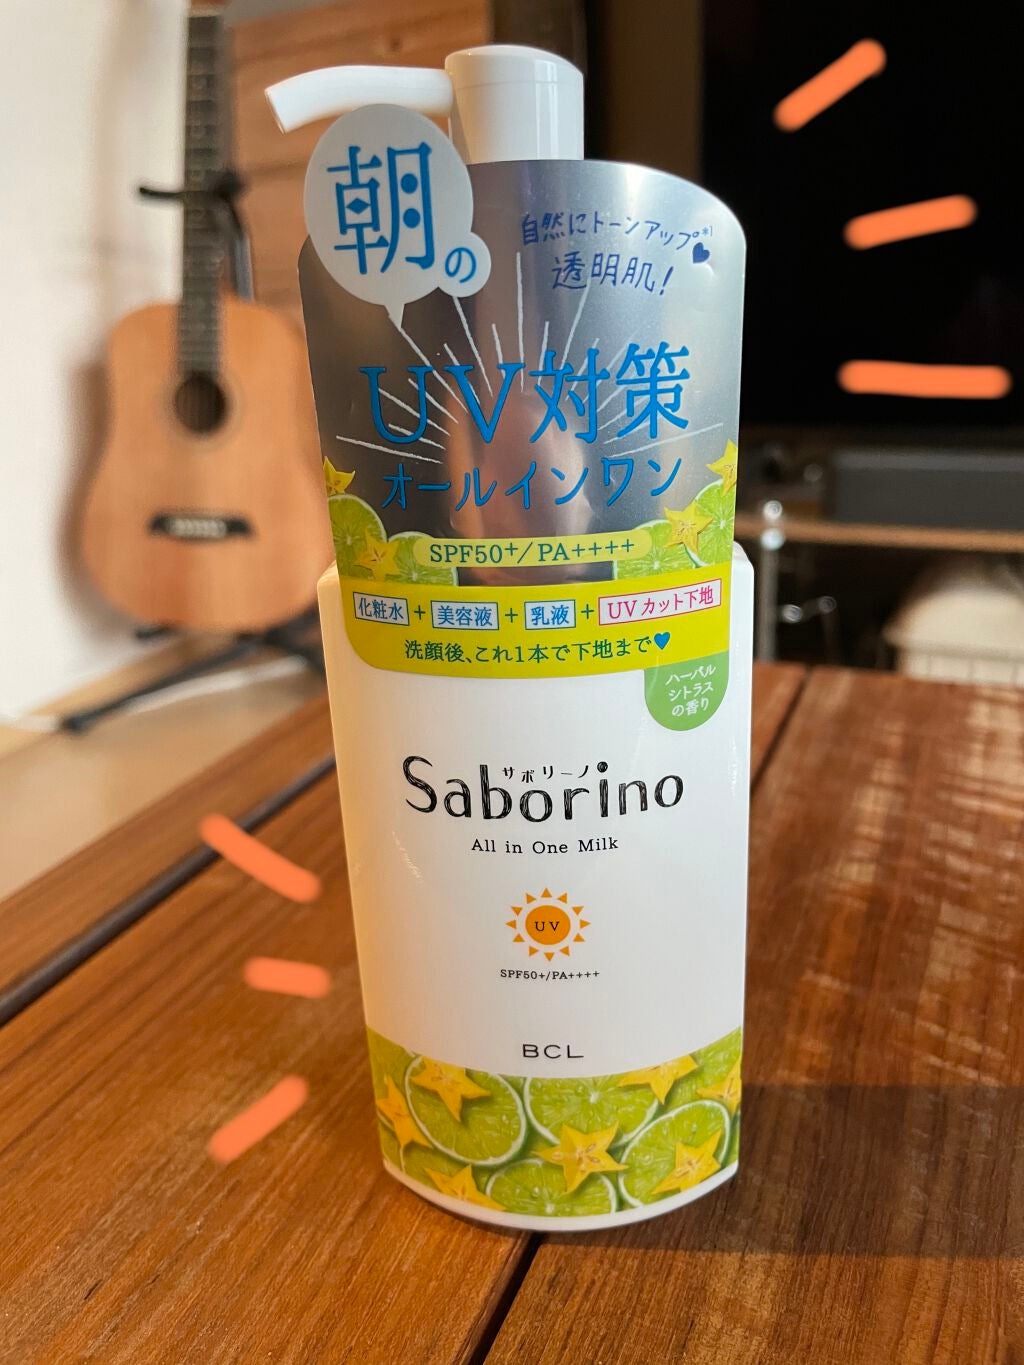 朝の
自然にトーンアップ*1♥
透明肌!
UV対策
オールインワン
SPF50+/PA++++
化粧水 + 美容液 + 乳液 + UVカット下地
洗顔後、これ1本で下地まで♥
ハーバル
シトラス
の香り
サボリーノ
Saborino
All in One Milk
UV
SPF50+/PA++++
BCL